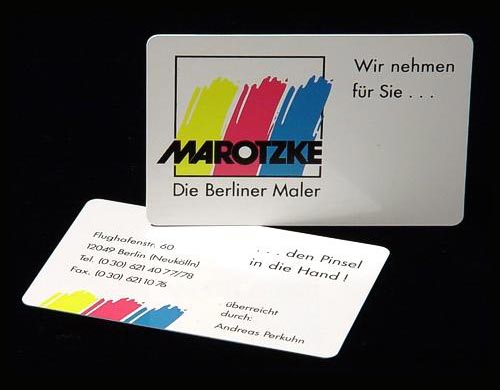 Wir nehmen
für Sie . . .
MAROTZKE
Die Berliner Maler
Flughafenstr. 60
12049 Berlin (Neukölln)
Tel. (0 30) 621 40 77/78
Fax. (0 30) 621 10 76
. . . den Pinsel
in die Hand !
überreicht
durch:
Andreas Perkuhn